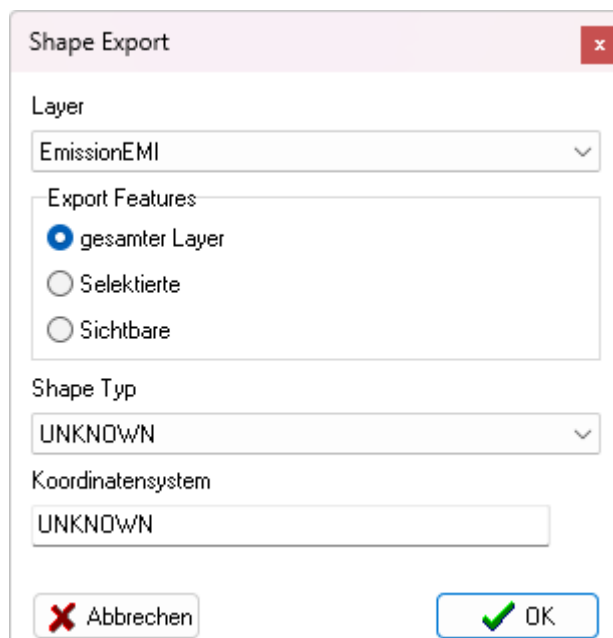 Shape Export
x
Layer
EmissionEMI
Export Features
gesamter Layer
Selektierte
Sichtbare
Shape Typ
UNKNOWN
Koordinatensystem
UNKNOWN
Abbrechen OK